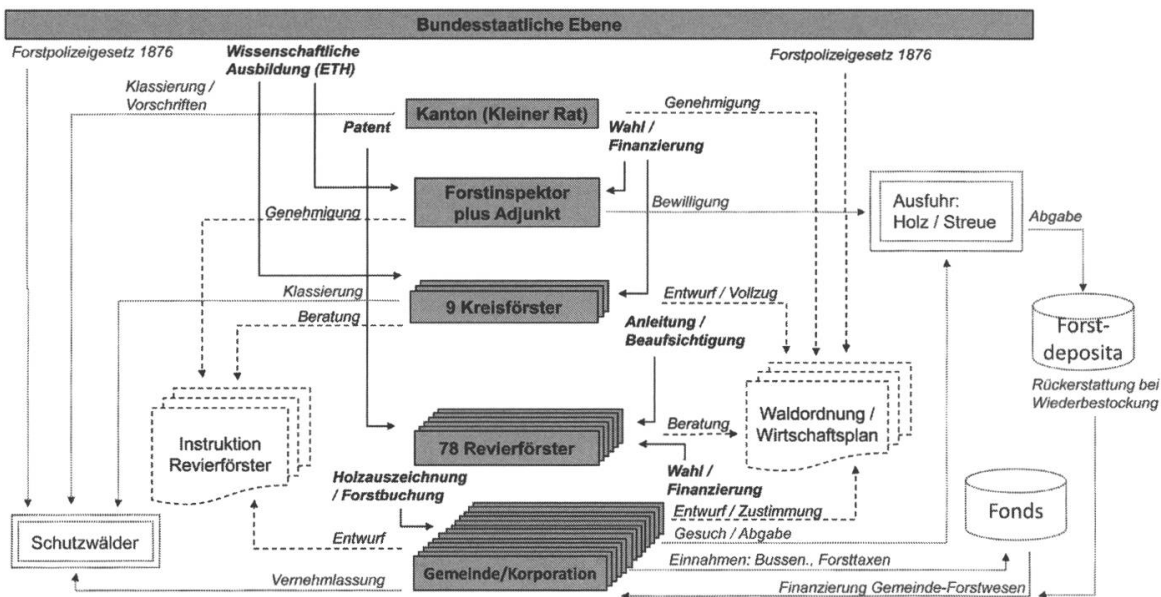 Bundesstaatliche Ebene
Forstpolizeigesetz 1876
Wissenschaftliche
Ausbildung (ETH)
Forstpolizeigesetz 1876
Klassierung /
Vorschriften
Kanton (Kleiner Rat)
Genehmigung
Patent
Wahl /
Finanzierung
Forstinspektor
plus Adjunkt
Genehmigung
Bewilligung
Ausfuhr:
Holz / Streue
Abgabe
Klassierung
9 Kreisförster
Entwurf / Vollzug
Beratung
Anleitung /
Beaufsichtigung
Forst-
deposita
Rückerstattung bei
Wiederbestockung
Instruktion
Revierförster
78 Revierförster
Beratung
Waldordnung /
Wirtschaftsplan
Holzauszeichnung
/ Forstbuchung
Wahl /
Finanzierung
Entwurf / Zustimmung
Fonds
Schutzwälder
Entwurf
Gesuch / Abgabe
Einnahmen: Bussen., Forsttaxen
Gemeinde/Korporation
Vernehmlassung
Finanzierung Gemeinde-Forstwesen